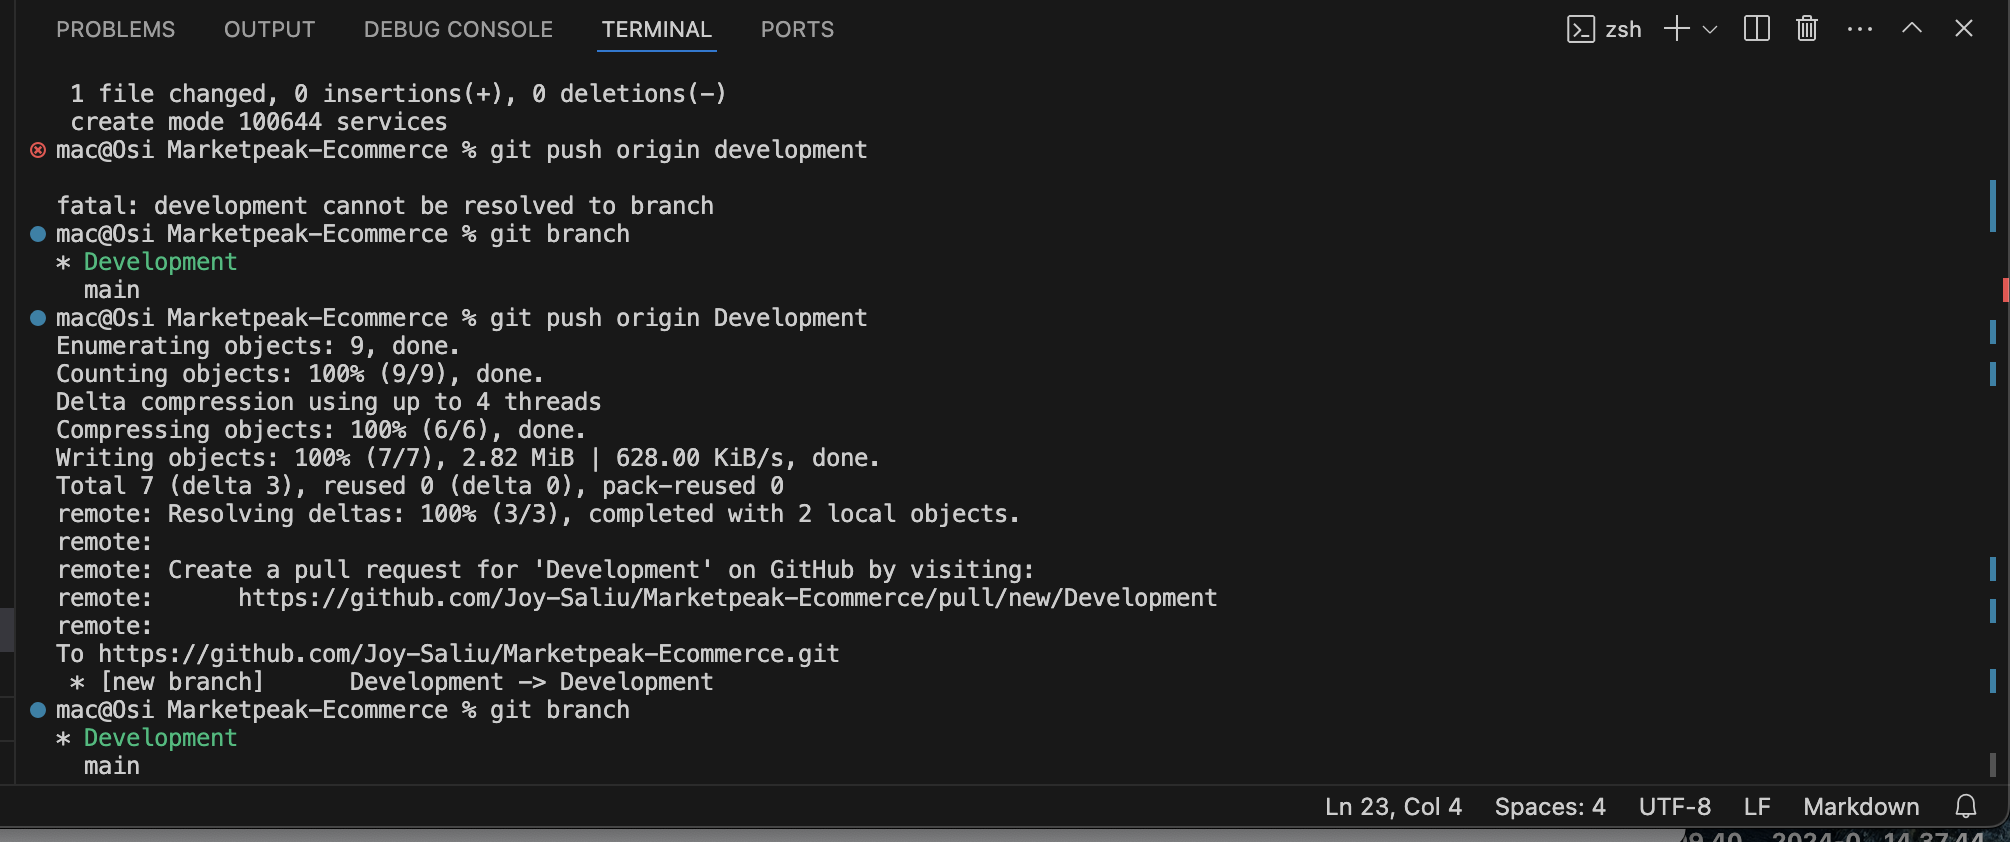 PROBLEMS OUTPUT DEBUG CONSOLE TERMINAL PORTS zsh
1 file changed, 0 insertions(+), 0 deletions(-)
create mode 100644 services
mac@Osi Marketpeak-Ecommerce % git push origin development
fatal: development cannot be resolved to branch
mac@Osi Marketpeak-Ecommerce % git branch
* Development
main
mac@Osi Marketpeak-Ecommerce % git push origin Development
Enumerating objects: 9, done.
Counting objects: 100% (9/9), done.
Delta compression using up to 4 threads
Compressing objects: 100% (6/6), done.
Writing objects: 100% (7/7), 2.82 MiB | 628.00 KiB/s, done.
Total 7 (delta 3), reused 0 (delta 0), pack-reused 0
remote: Resolving deltas: 100% (3/3), completed with 2 local objects.
remote:
remote: Create a pull request for 'Development' on GitHub by visiting:
remote:      https://github.com/Joy-Saliu/Marketpeak-Ecommerce/pull/new/Development
remote:
To https://github.com/Joy-Saliu/Marketpeak-Ecommerce.git
* [new branch]      Development -> Development
mac@Osi Marketpeak-Ecommerce % git branch
* Development
main
Ln 23, Col 4 Spaces: 4 UTF-8 LF Markdown